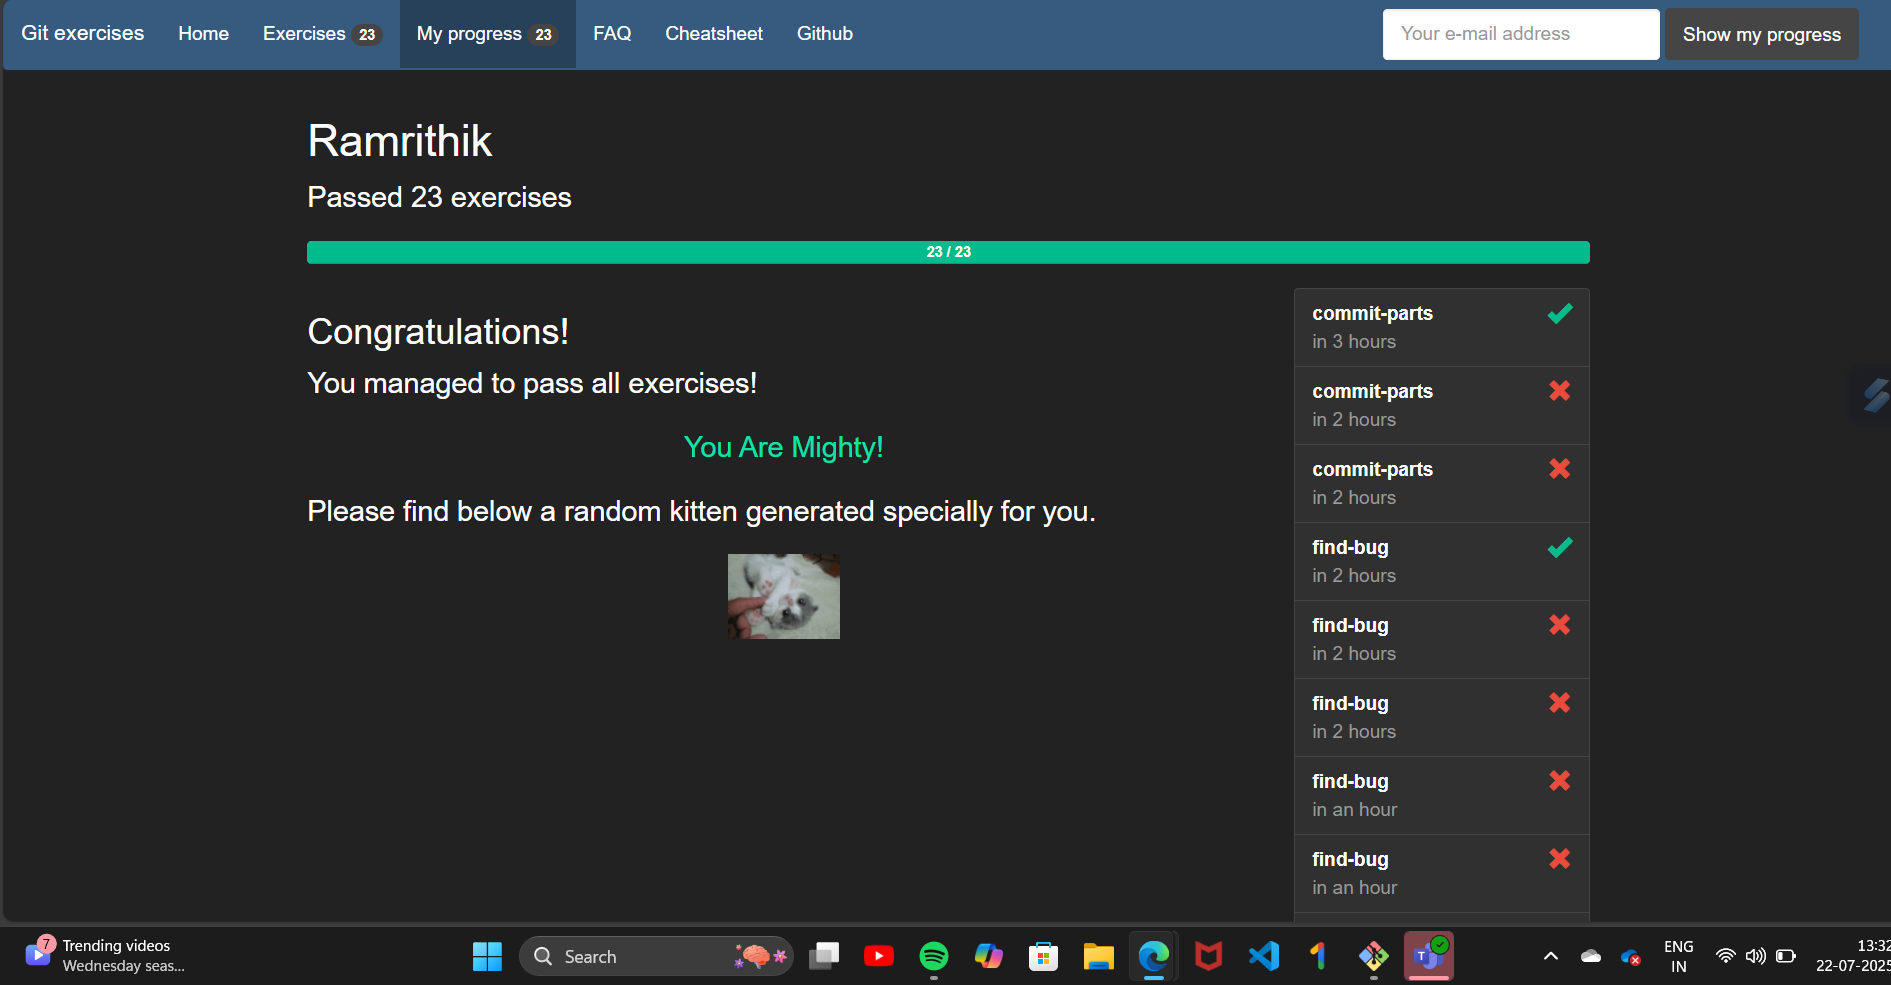 Git exercises Home Exercises 23 My progress 23 FAQ Cheatsheet Github Your e-mail address Show my progress
Ramrithik
Passed 23 exercises
23 / 23
Congratulations!
You managed to pass all exercises!
You Are Mighty!
Please find below a random kitten generated specially for you.
commit-parts
in 3 hours
commit-parts
in 2 hours
commit-parts
in 2 hours
find-bug
in 2 hours
find-bug
in 2 hours
find-bug
in 2 hours
find-bug
in an hour
find-bug
in an hour
7
Trending videos
Wednesday seas...
Search
T
ENG
IN
13:32
22-07-2025